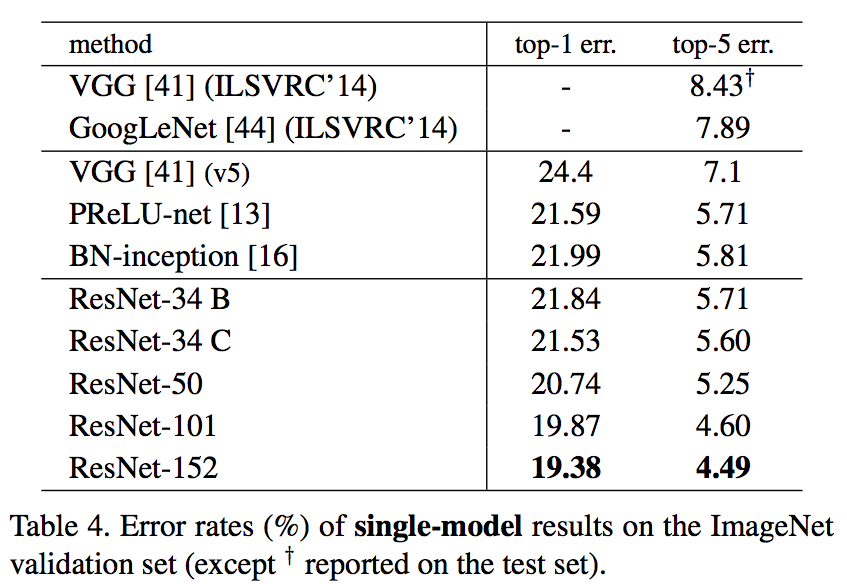 method top-1 err. top-5 err.
VGG [41] (ILSVRC’14) - 8.43†
GoogLeNet [44] (ILSVRC’14) - 7.89
VGG [41] (v5) 24.4 7.1
PReLU-net [13] 21.59 5.71
BN-inception [16] 21.99 5.81
ResNet-34 B 21.84 5.71
ResNet-34 C 21.53 5.60
ResNet-50 20.74 5.25
ResNet-101 19.87 4.60
ResNet-152 19.38 4.49
Table 4. Error rates (%) of single-model results on the ImageNet
validation set (except † reported on the test set).